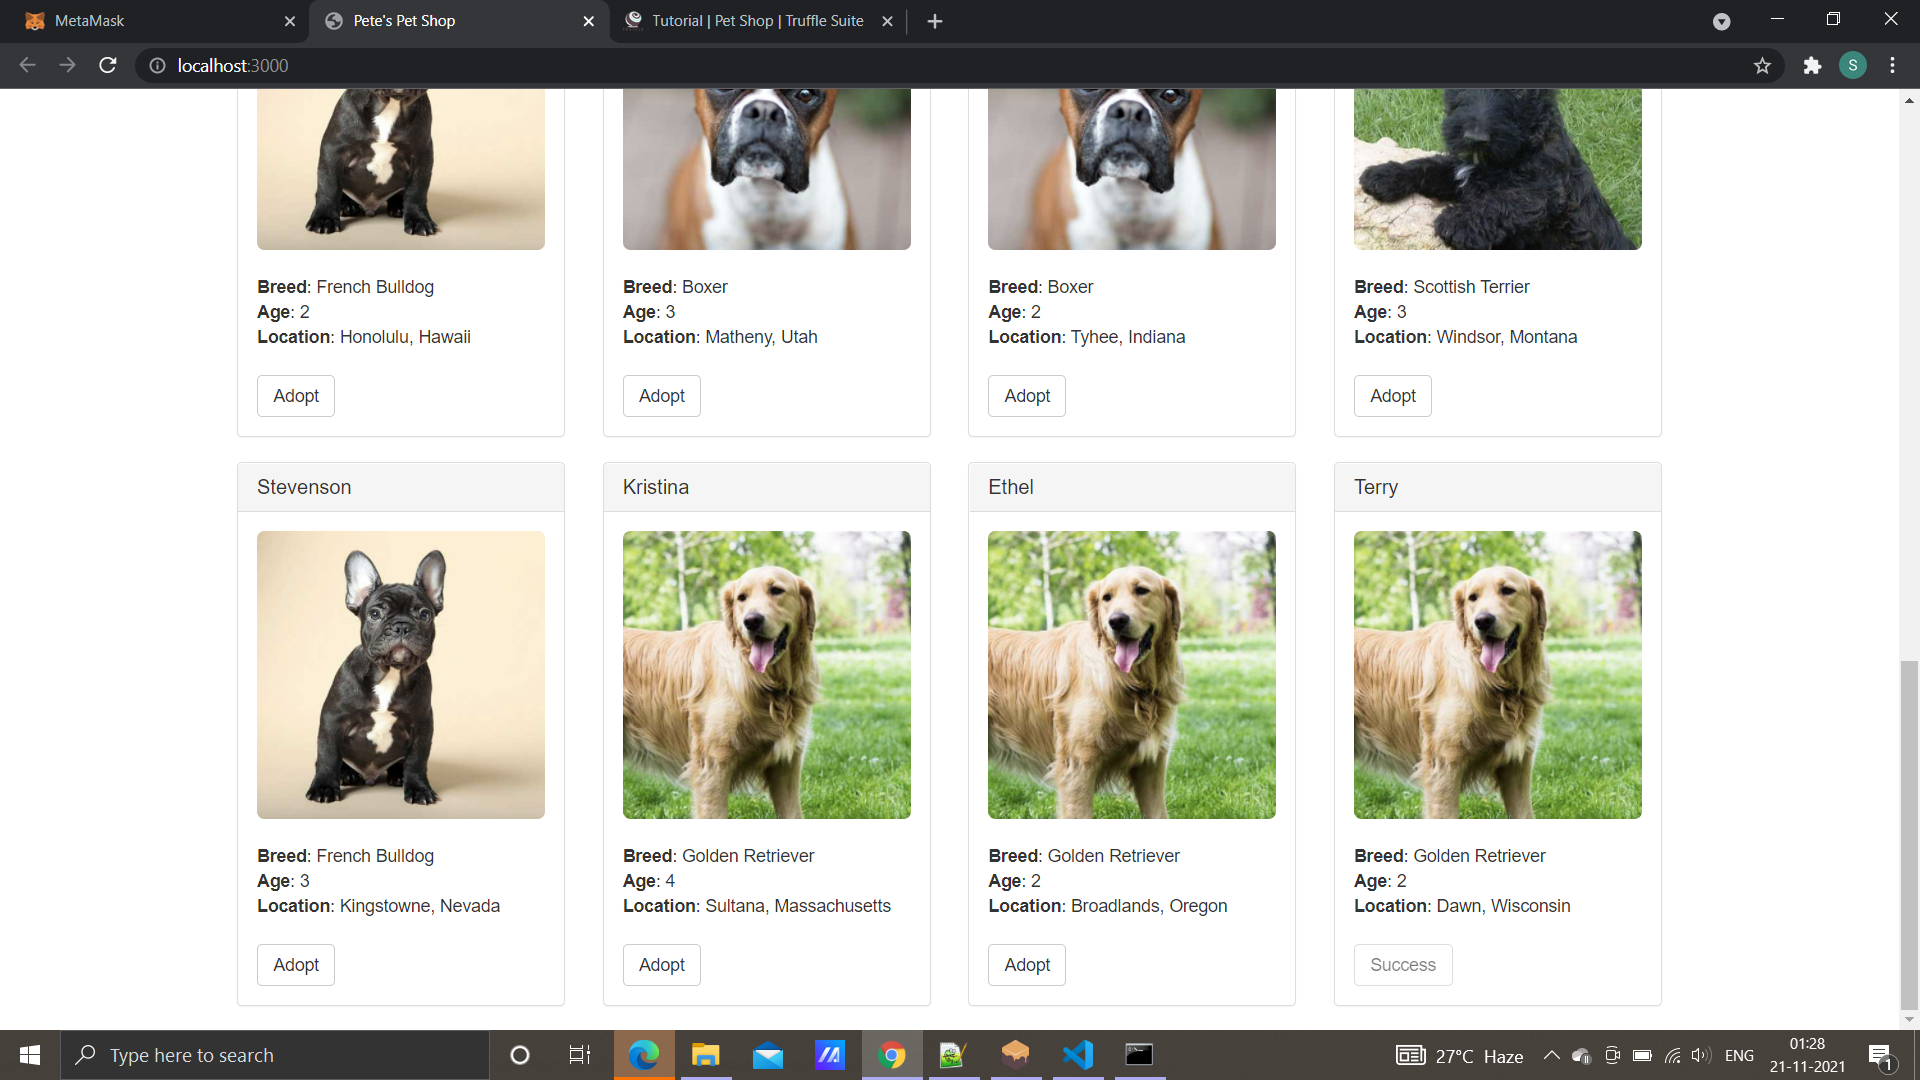 MetaMask
Pete's Pet Shop
Tutorial | Pet Shop | Truffle Suite
localhost:3000
S
Breed: French Bulldog
Age: 2
Location: Honolulu, Hawaii
Adopt
Breed: Boxer
Age: 3
Location: Matheny, Utah
Adopt
Breed: Boxer
Age: 2
Location: Tyhee, Indiana
Adopt
Breed: Scottish Terrier
Age: 3
Location: Windsor, Montana
Adopt
Stevenson
Breed: French Bulldog
Age: 3
Location: Kingstowne, Nevada
Adopt
Kristina
Breed: Golden Retriever
Age: 4
Location: Sultana, Massachusetts
Adopt
Ethel
Breed: Golden Retriever
Age: 2
Location: Broadlands, Oregon
Adopt
Terry
Breed: Golden Retriever
Age: 2
Location: Dawn, Wisconsin
Success
Type here to search
27°C Haze
ENG
01:28
21-11-2021
1